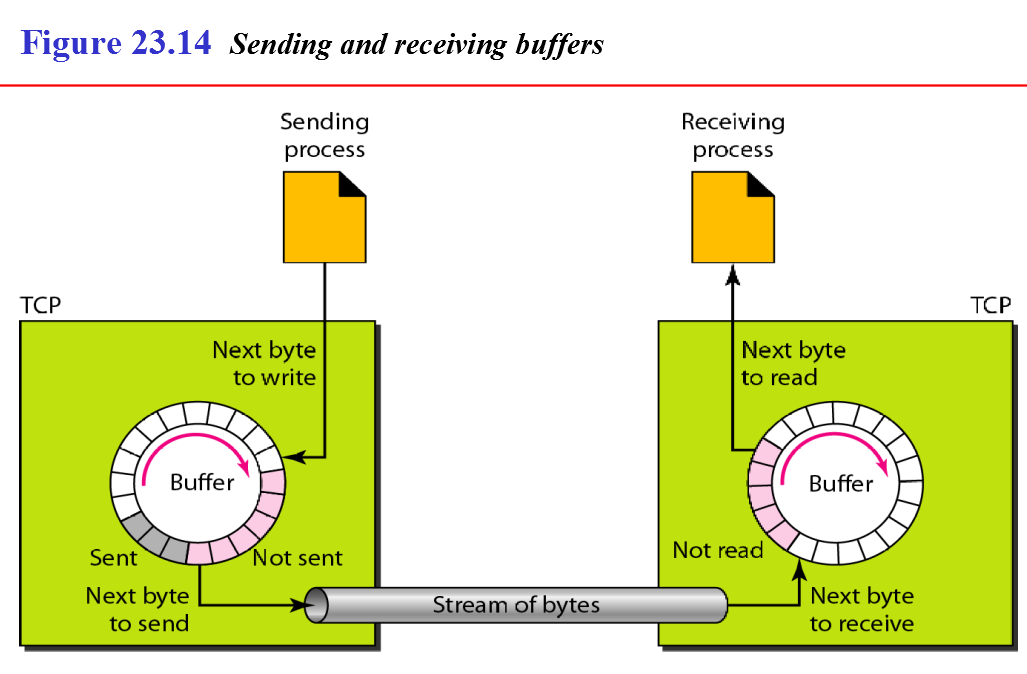 Figure 23.14 Sending and receiving buffers
Sending
process
Receiving
process
TCP
TCP
Next byte
to write
Next byte
to read
Buffer
Buffer
Sent
Not sent
Not read
Next byte
to send
Stream of bytes
Next byte
to receive